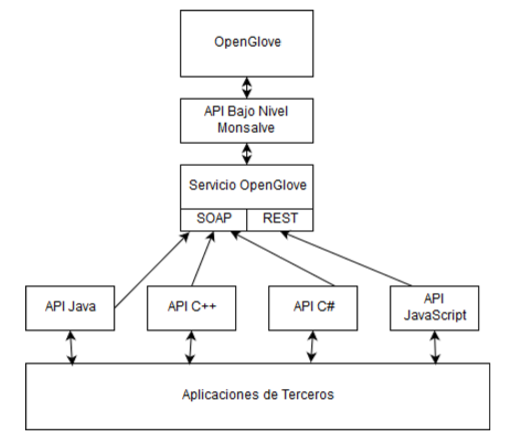 OpenGlove
API Bajo Nivel
Monsalve
Servicio OpenGlove
SOAP
REST
API Java
API C++
API C#
API
JavaScript
Aplicaciones de Terceros